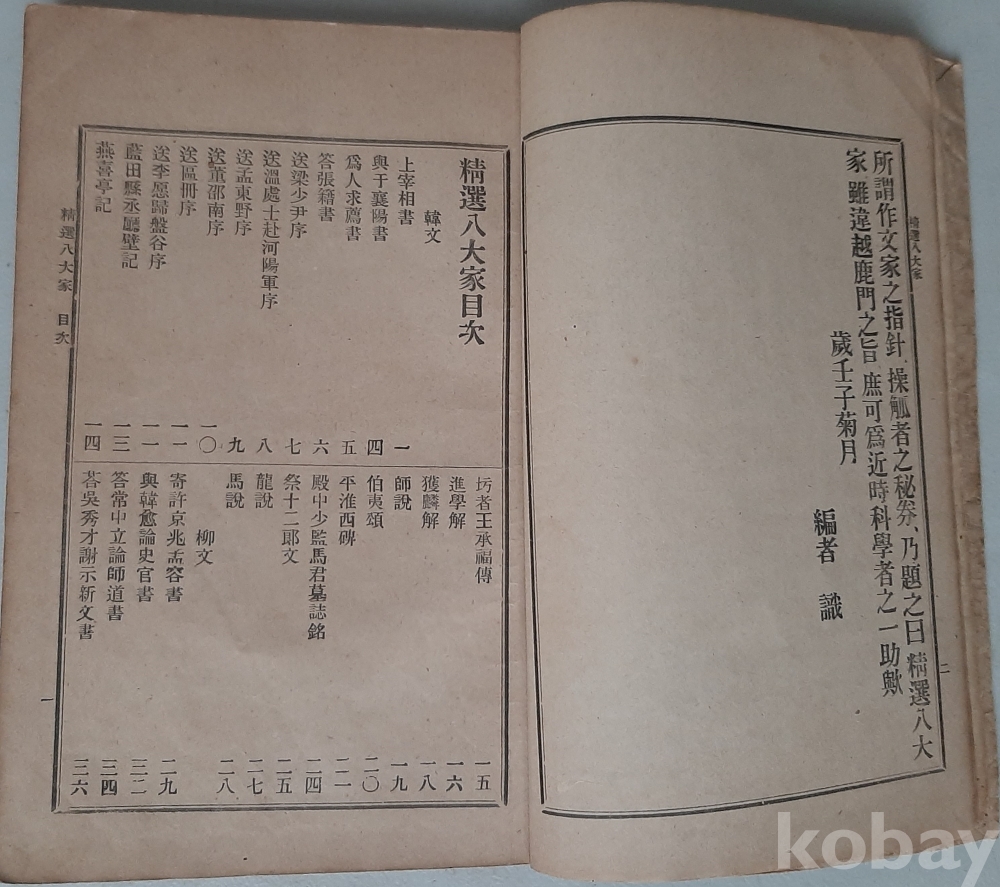 精選八大家
二
所謂作文家之指針、操觚者之秘劵、乃題之曰精選八大
家雖違越鹿門之旨庶可爲近時科學者之一助歟
歲壬子菊月
編者 識
精選八大家目次
韓文
上宰相書 一
與于襄陽書 四
爲人求薦書 五
答張籍書 六
送梁少尹序 七
送溫處士赴河陽軍序 八
送孟東野序 九
送董邵南序 一〇
送區冊序 一一
送李愿歸盤谷序 一一
藍田縣丞廳壁記 一三
燕喜亭記 一四
圬者王承福傳 一五
進學解 一六
獲麟解 一八
師說 一九
伯夷頌 二〇
平淮西碑 二一
殿中少監馬君墓誌銘 二四
祭十二郞文 二五
龍說 二七
馬說 二八
柳文
寄許京兆孟容書 二九
與韓愈論史官書 三二
答常中立論師道書 三四
答吳秀才謝示新文書 三六
精選八大家 目次
一
kobay